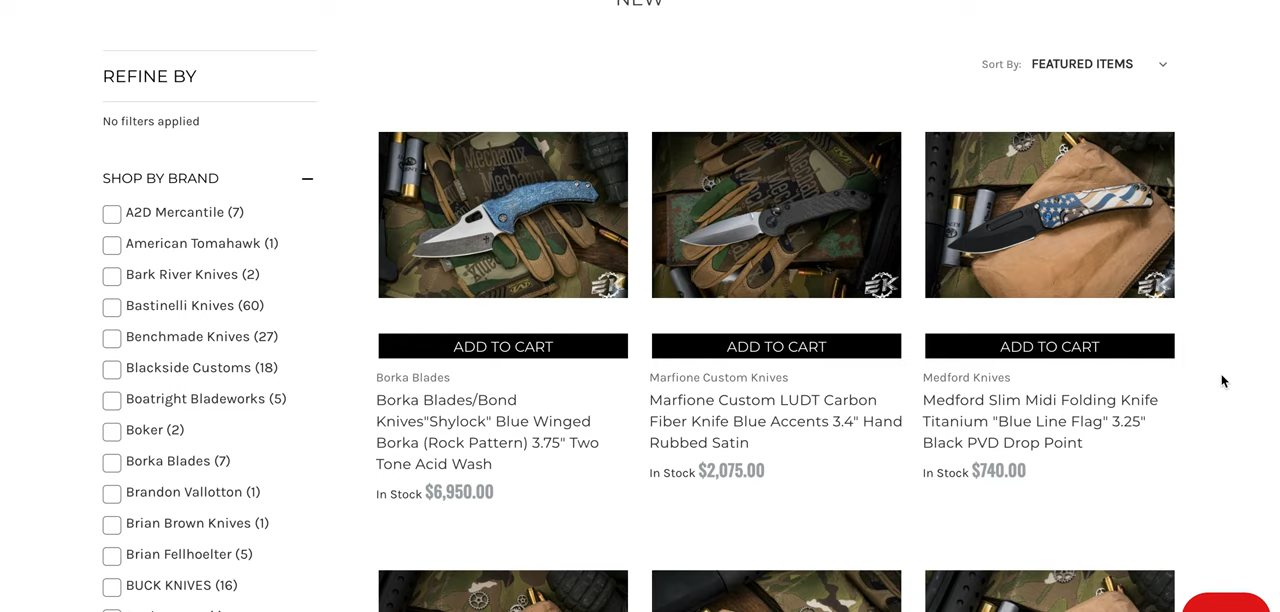 NEW
REFINE BY
Sort By: FEATURED ITEMS
No filters applied
SHOP BY BRAND
A2D Mercantile (7)
American Tomahawk (1)
Bark River Knives (2)
Bastinelli Knives (60)
Benchmade Knives (27)
Blackside Customs (18)
Boatright Bladeworks (5)
Boker (2)
Borka Blades (7)
Brandon Vallotton (1)
Brian Brown Knives (1)
Brian Fellhoelter (5)
BUCK KNIVES (16)
Mechanix
Mechanix
EK
ADD TO CART
Borka Blades
Borka Blades/Bond
Knives"Shylock" Blue Winged
Borka (Rock Pattern) 3.75" Two
Tone Acid Wash
In Stock $6,950.00
EK
ADD TO CART
Marfione Custom Knives
Marfione Custom LUDT Carbon
Fiber Knife Blue Accents 3.4" Hand
Rubbed Satin
In Stock $2,075.00
EK
ADD TO CART
Medford Knives
Medford Slim Midi Folding Knife
Titanium "Blue Line Flag" 3.25"
Black PVD Drop Point
In Stock $740.00